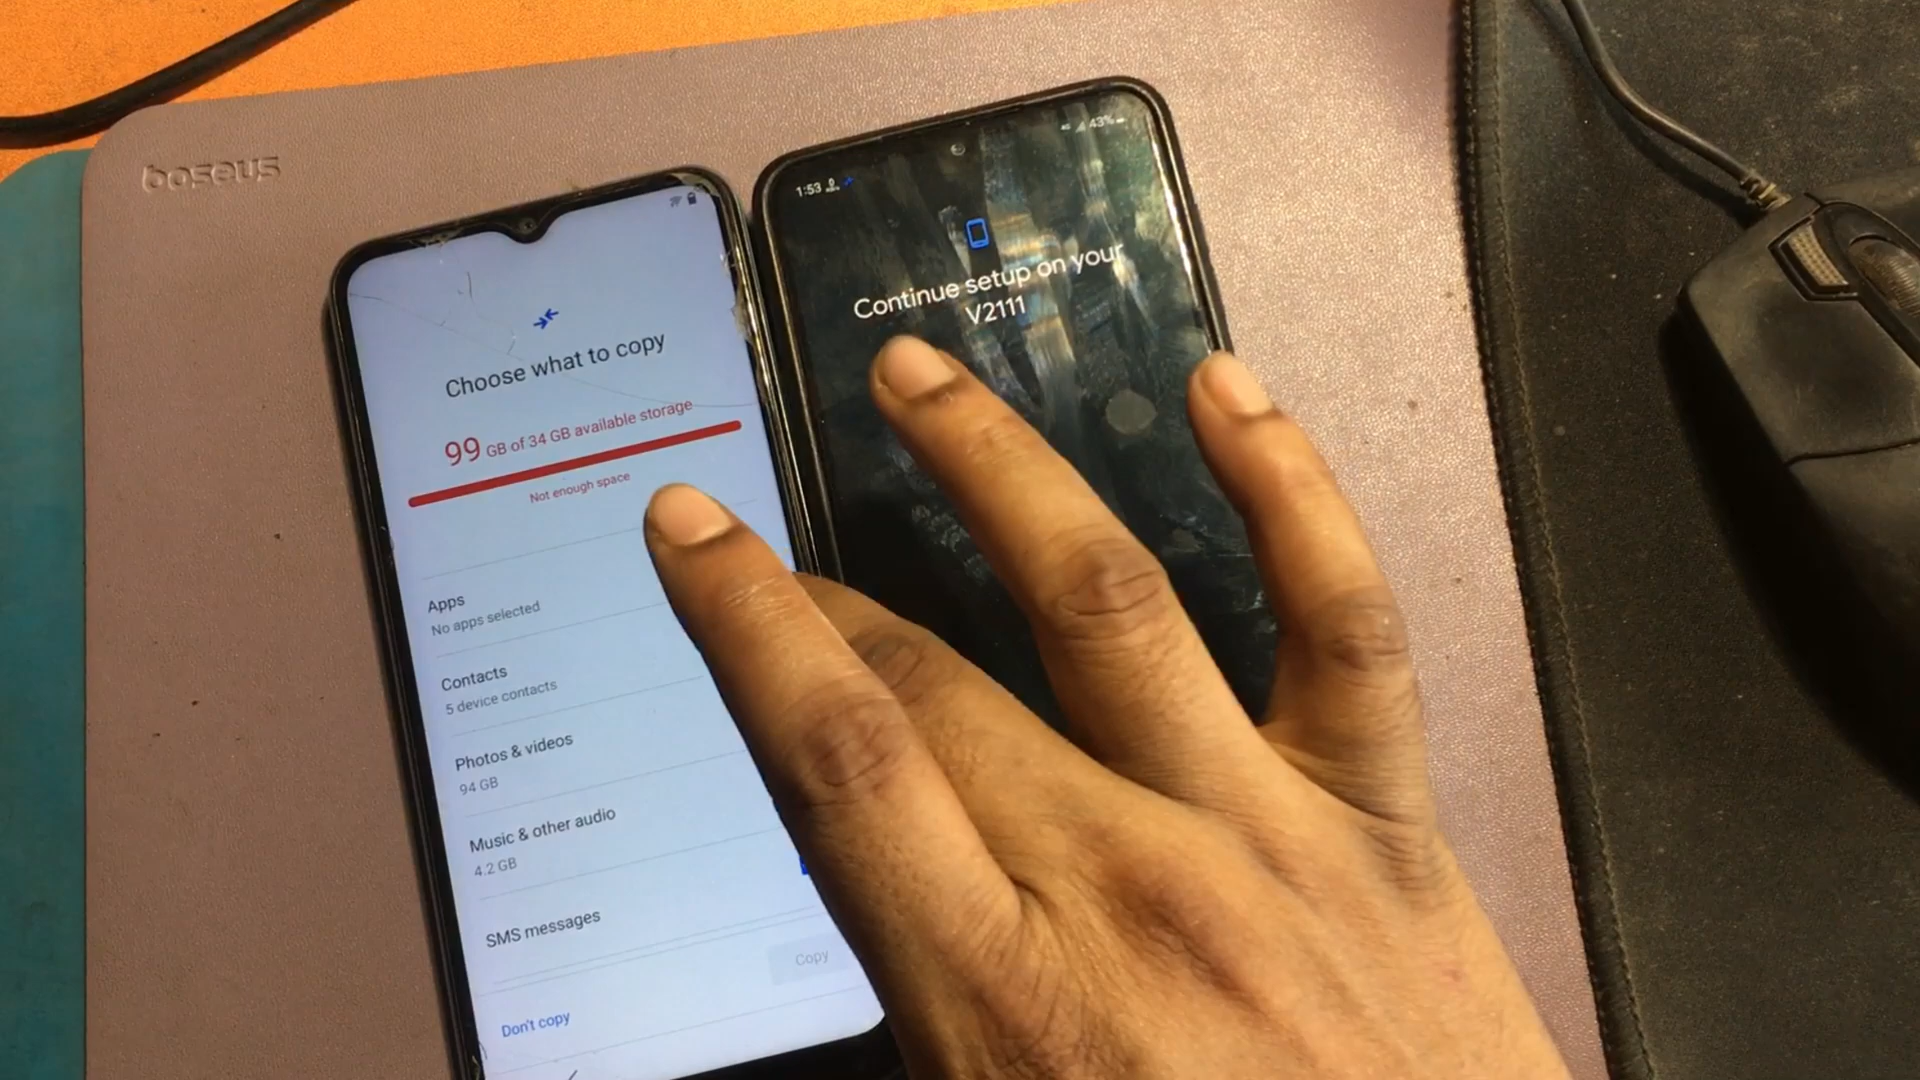 boseus
Choose what to copy
99 GB of 34 GB available storage
Not enough space
Apps
No apps selected
Contacts
5 device contacts
Photos & videos
94 GB
Music & other audio
4.2 GB
SMS messages
Copy
Don't copy
1:53
43%
Continue setup on your
V2111